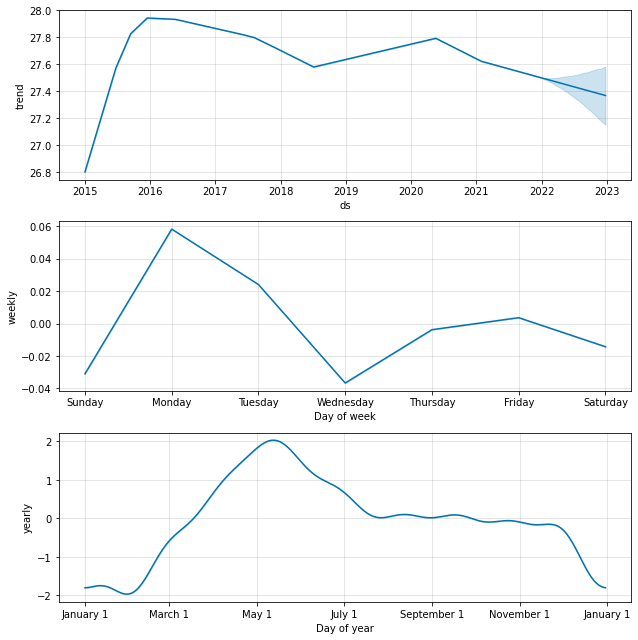 28.0
27.8
27.6
27.4
27.2
27.0
26.8
trend
2015 2016 2017 2018 2019 2020 2021 2022 2023
ds
0.06
0.04
0.02
0.00
−0.02
−0.04
weekly
Sunday Monday Tuesday Wednesday Thursday Friday Saturday
Day of week
2
1
0
−1
−2
yearly
January 1 March 1 May 1 July 1 September 1 November 1 January 1
Day of year